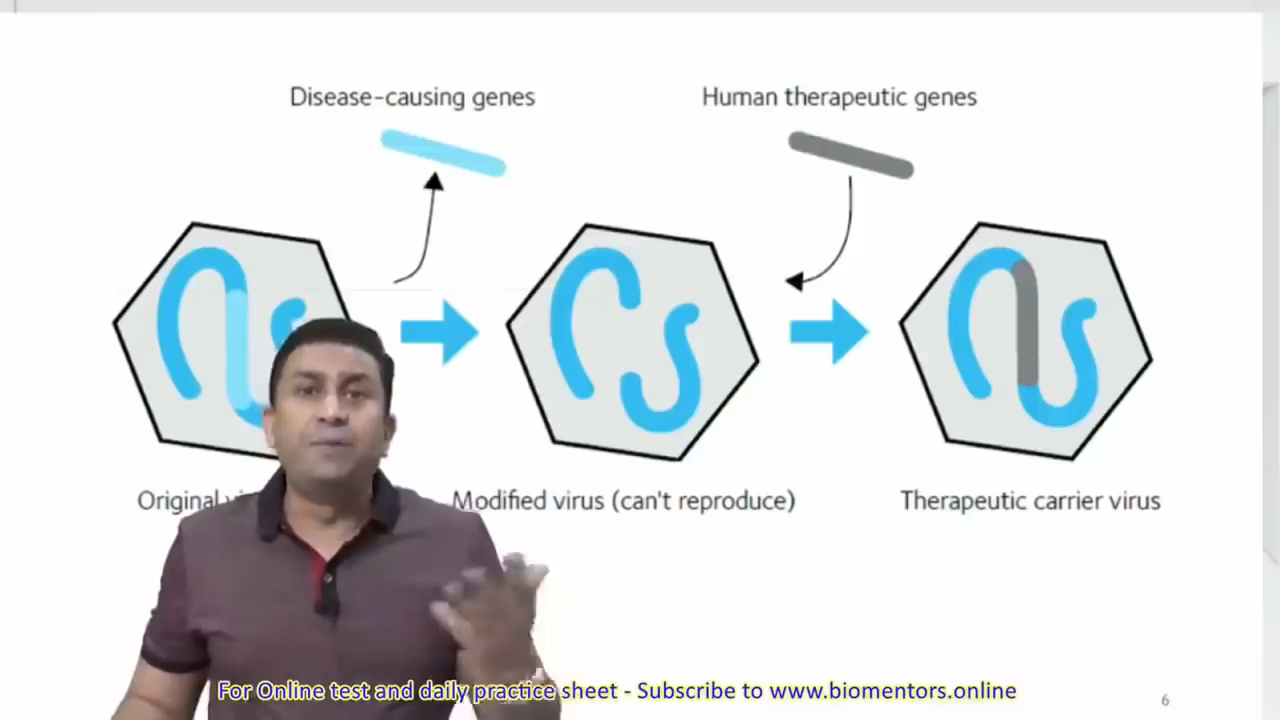 Disease-causing genes
Human therapeutic genes
Original
Modified virus (can't reproduce)
Therapeutic carrier virus
For Online test and daily practice sheet - Subscribe to www.biomentors.online
6